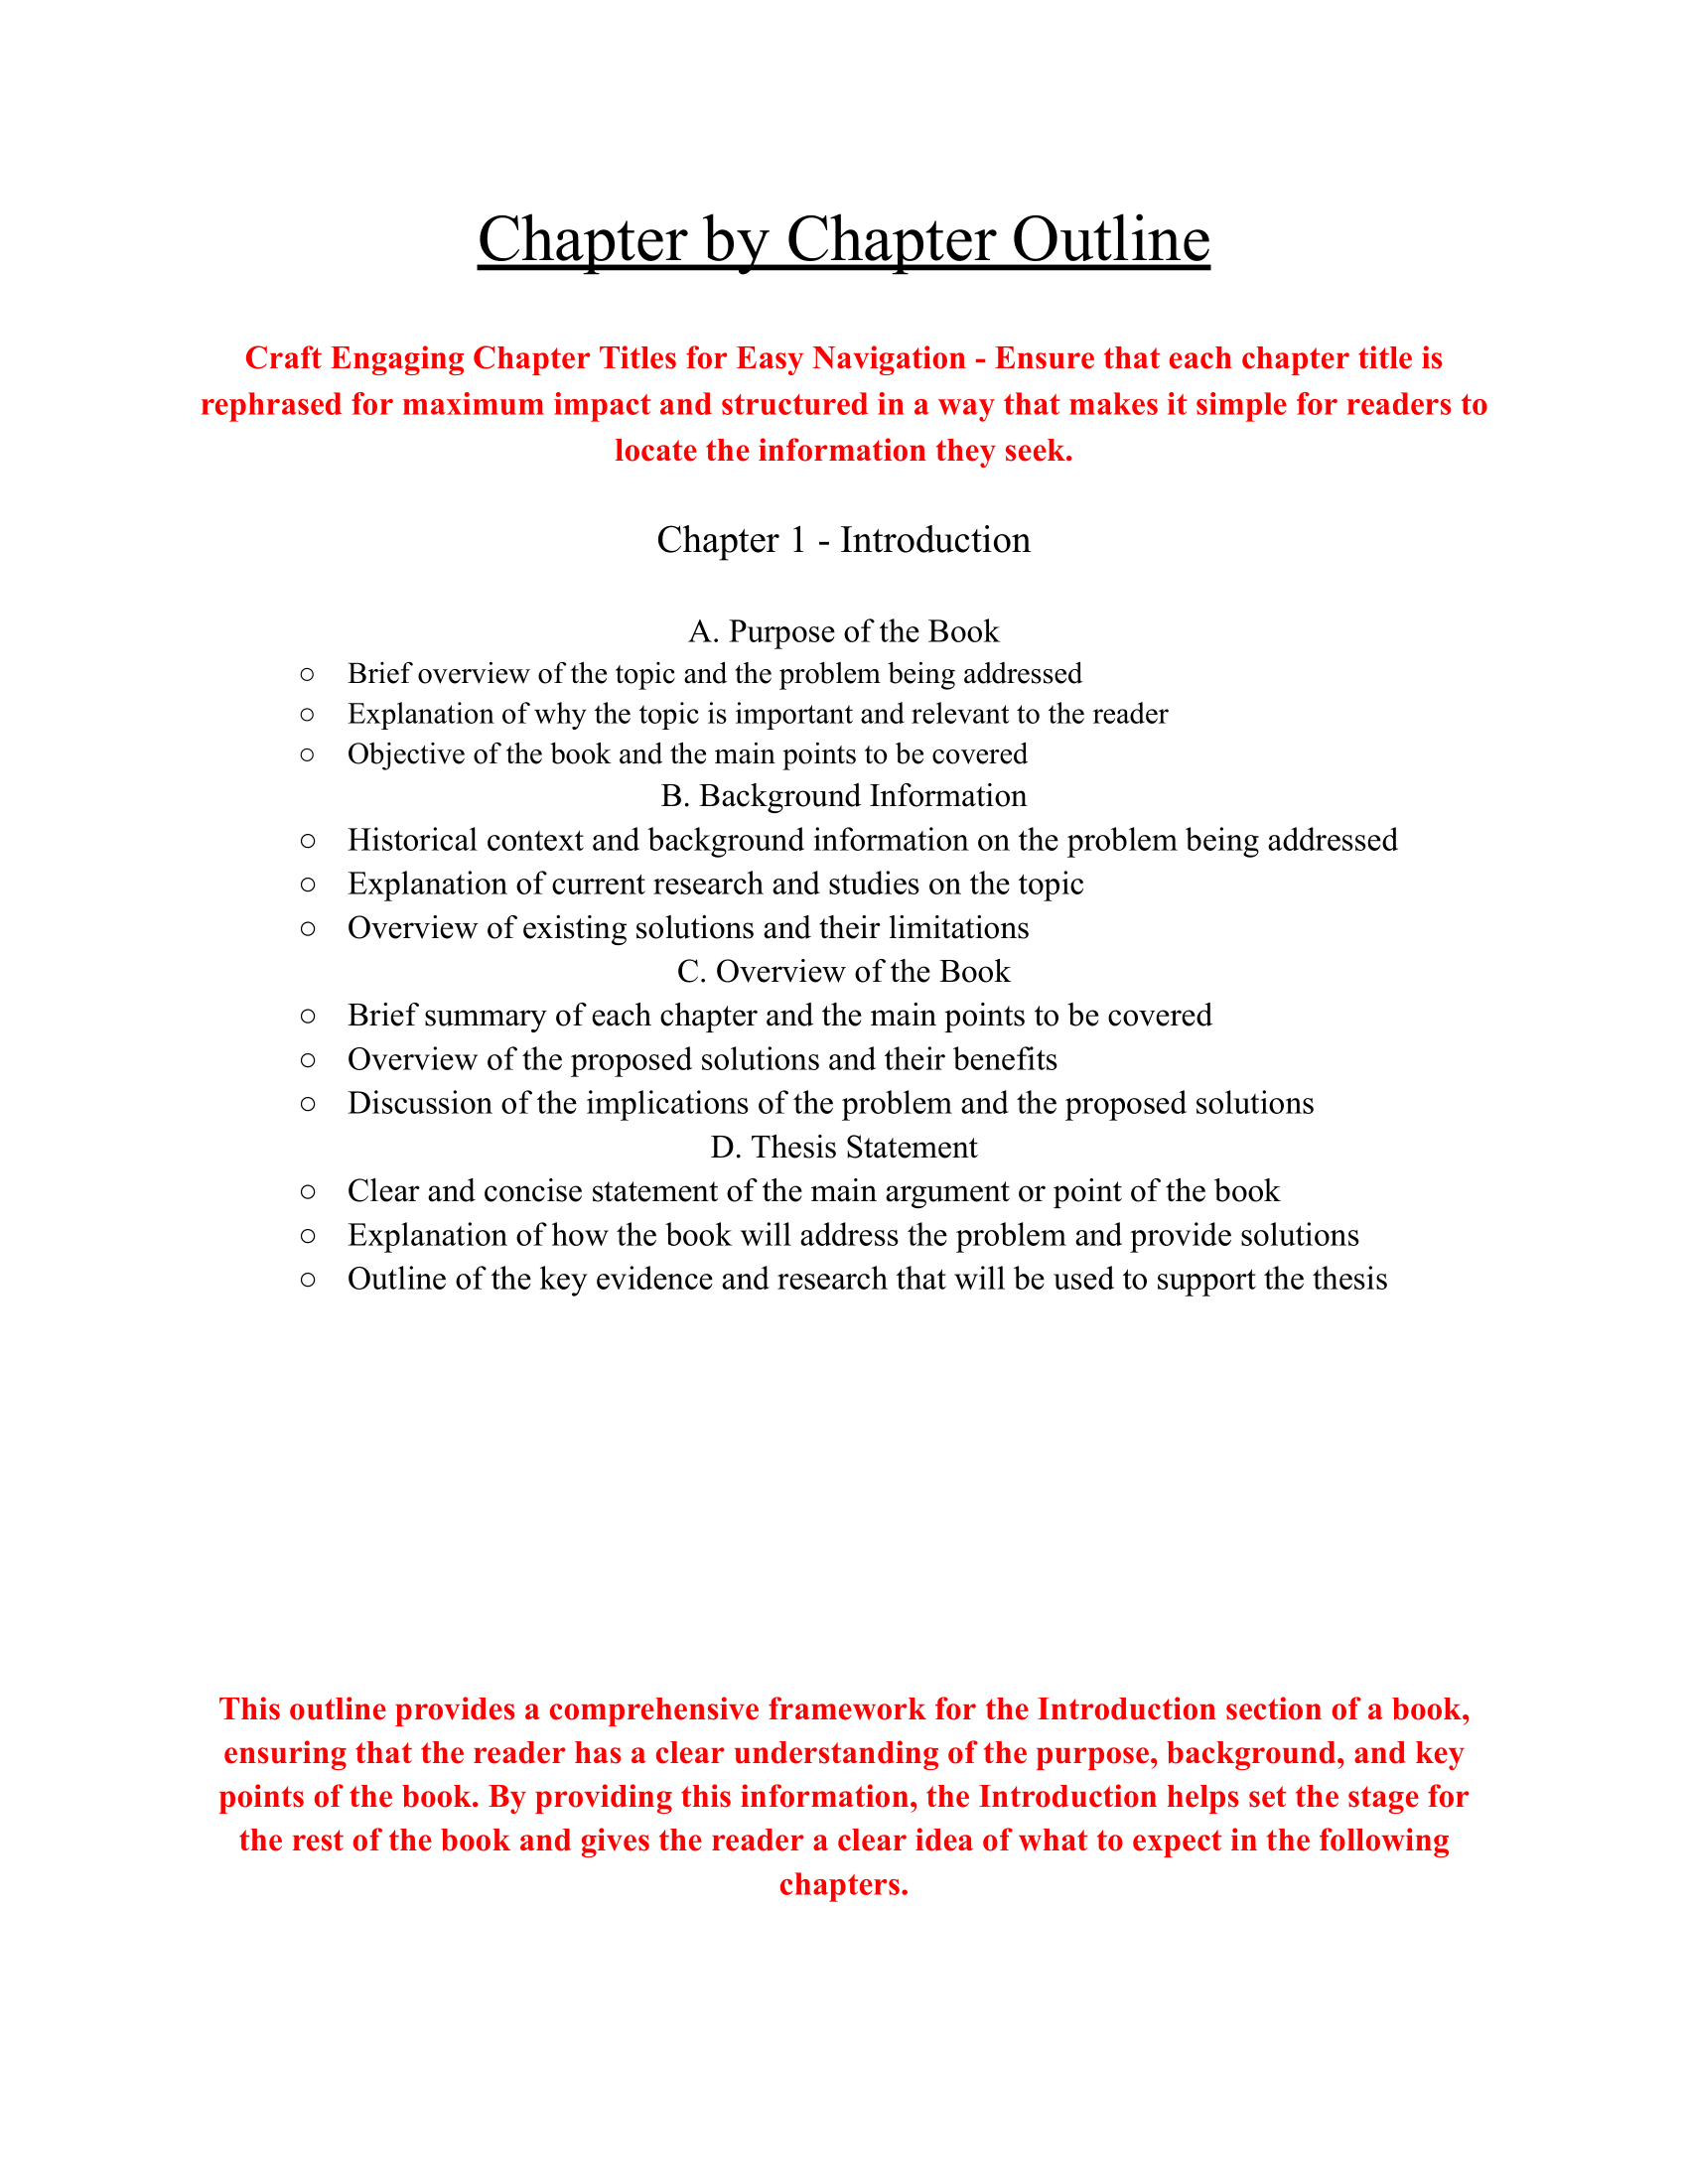 Chapter by Chapter Outline
Craft Engaging Chapter Titles for Easy Navigation - Ensure that each chapter title is
rephrased for maximum impact and structured in a way that makes it simple for readers to
locate the information they seek.
Chapter 1 - Introduction
A. Purpose of the Book
○ Brief overview of the topic and the problem being addressed
○ Explanation of why the topic is important and relevant to the reader
○ Objective of the book and the main points to be covered
B. Background Information
○ Historical context and background information on the problem being addressed
○ Explanation of current research and studies on the topic
○ Overview of existing solutions and their limitations
C. Overview of the Book
○ Brief summary of each chapter and the main points to be covered
○ Overview of the proposed solutions and their benefits
○ Discussion of the implications of the problem and the proposed solutions
D. Thesis Statement
○ Clear and concise statement of the main argument or point of the book
○ Explanation of how the book will address the problem and provide solutions
○ Outline of the key evidence and research that will be used to support the thesis
This outline provides a comprehensive framework for the Introduction section of a book,
ensuring that the reader has a clear understanding of the purpose, background, and key
points of the book. By providing this information, the Introduction helps set the stage for
the rest of the book and gives the reader a clear idea of what to expect in the following
chapters.